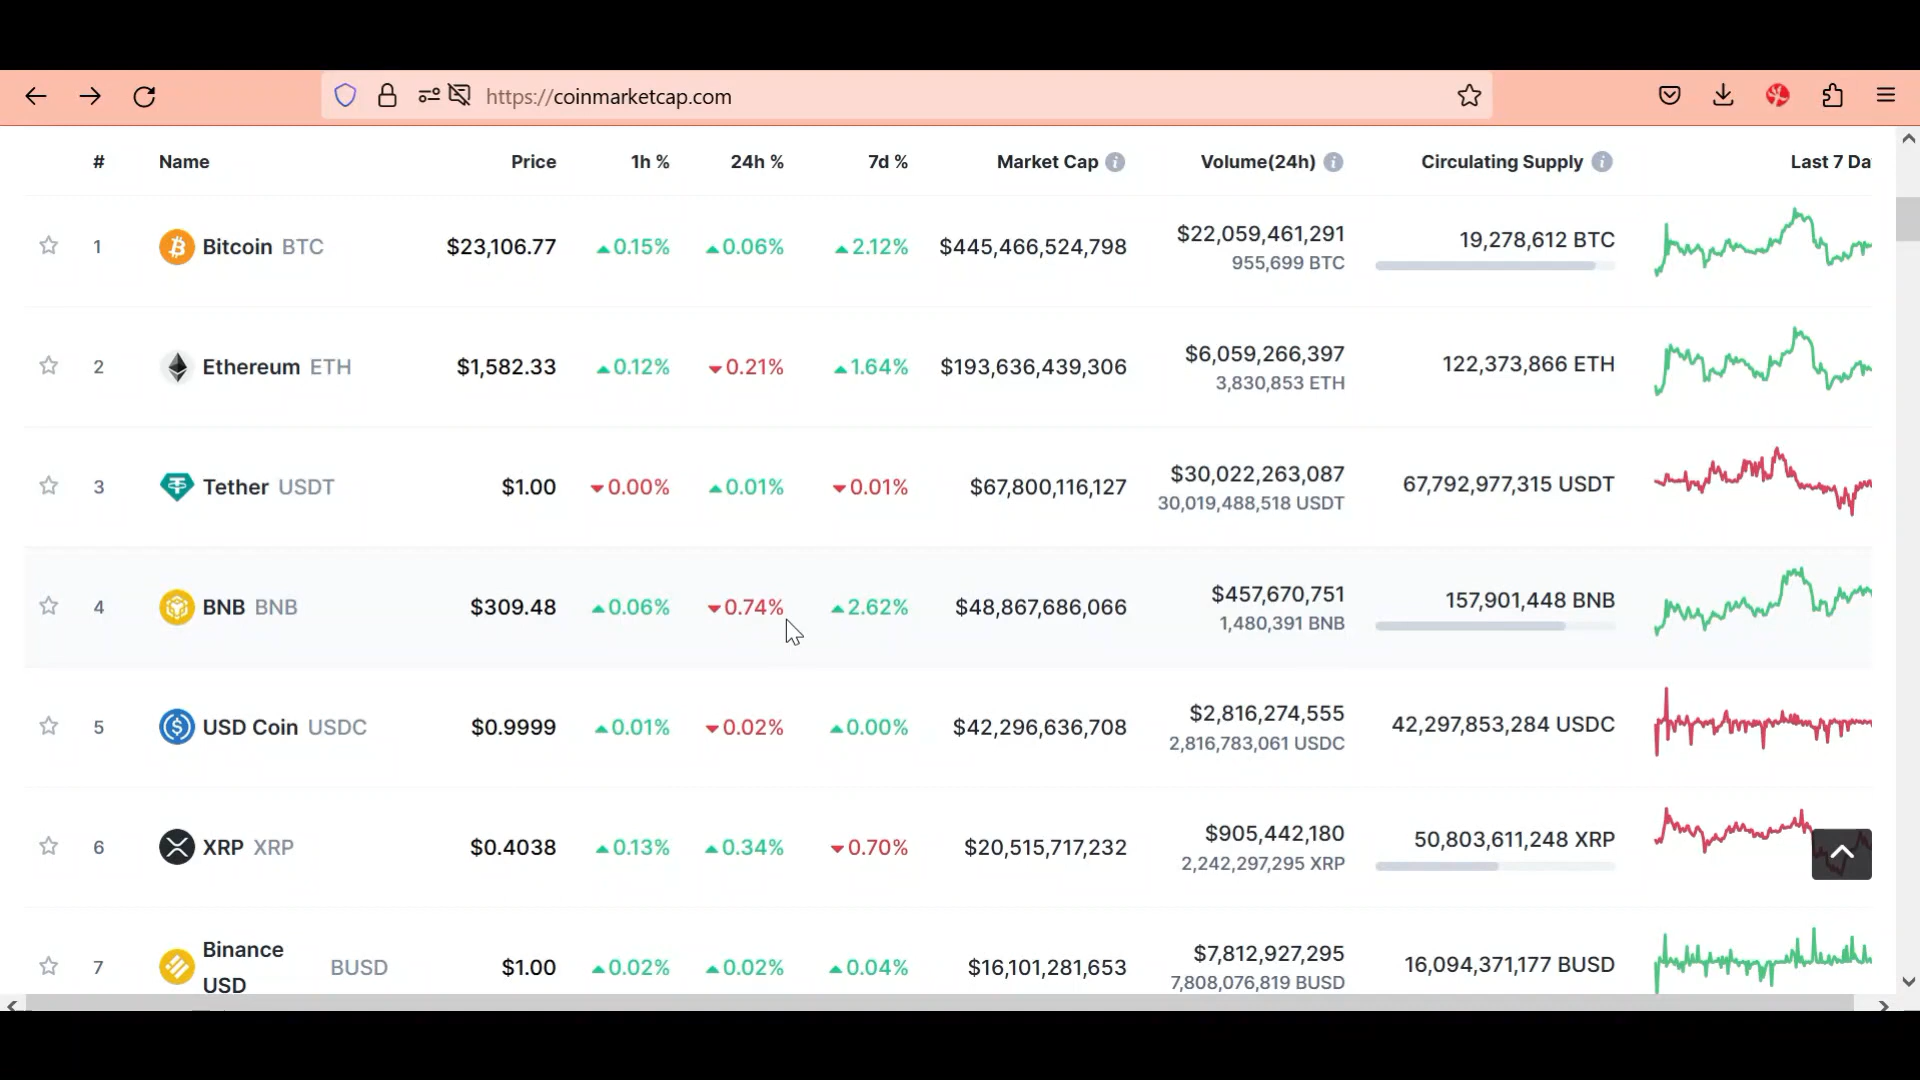 https://coinmarketcap.com
# Name Price 1h % 24h % 7d % Market Cap Volume(24h) Circulating Supply Last 7 Da
1 Bitcoin BTC $23,106.77 0.15% 0.06% 2.12% $445,466,524,798 $22,059,461,291 19,278,612 BTC
955,699 BTC
2 Ethereum ETH $1,582.33 0.12% 0.21% 1.64% $193,636,439,306 $6,059,266,397 122,373,866 ETH
3,830,853 ETH
3 Tether USDT $1.00 0.00% 0.01% 0.01% $67,800,116,127 $30,022,263,087 67,792,977,315 USDT
30,019,488,518 USDT
4 BNB BNB $309.48 0.06% 0.74% 2.62% $48,867,686,066 $457,670,751 157,901,448 BNB
1,480,391 BNB
5 USD Coin USDC $0.9999 0.01% 0.02% 0.00% $42,296,636,708 $2,816,274,555 42,297,853,284 USDC
2,816,783,061 USDC
6 XRP XRP $0.4038 0.13% 0.34% 0.70% $20,515,717,232 $905,442,180 50,803,611,248 XRP
2,242,297,295 XRP
7 Binance USD BUSD $1.00 0.02% 0.02% 0.04% $16,101,281,653 $7,812,927,295 16,094,371,177 BUSD
7,808,076,819 BUSD